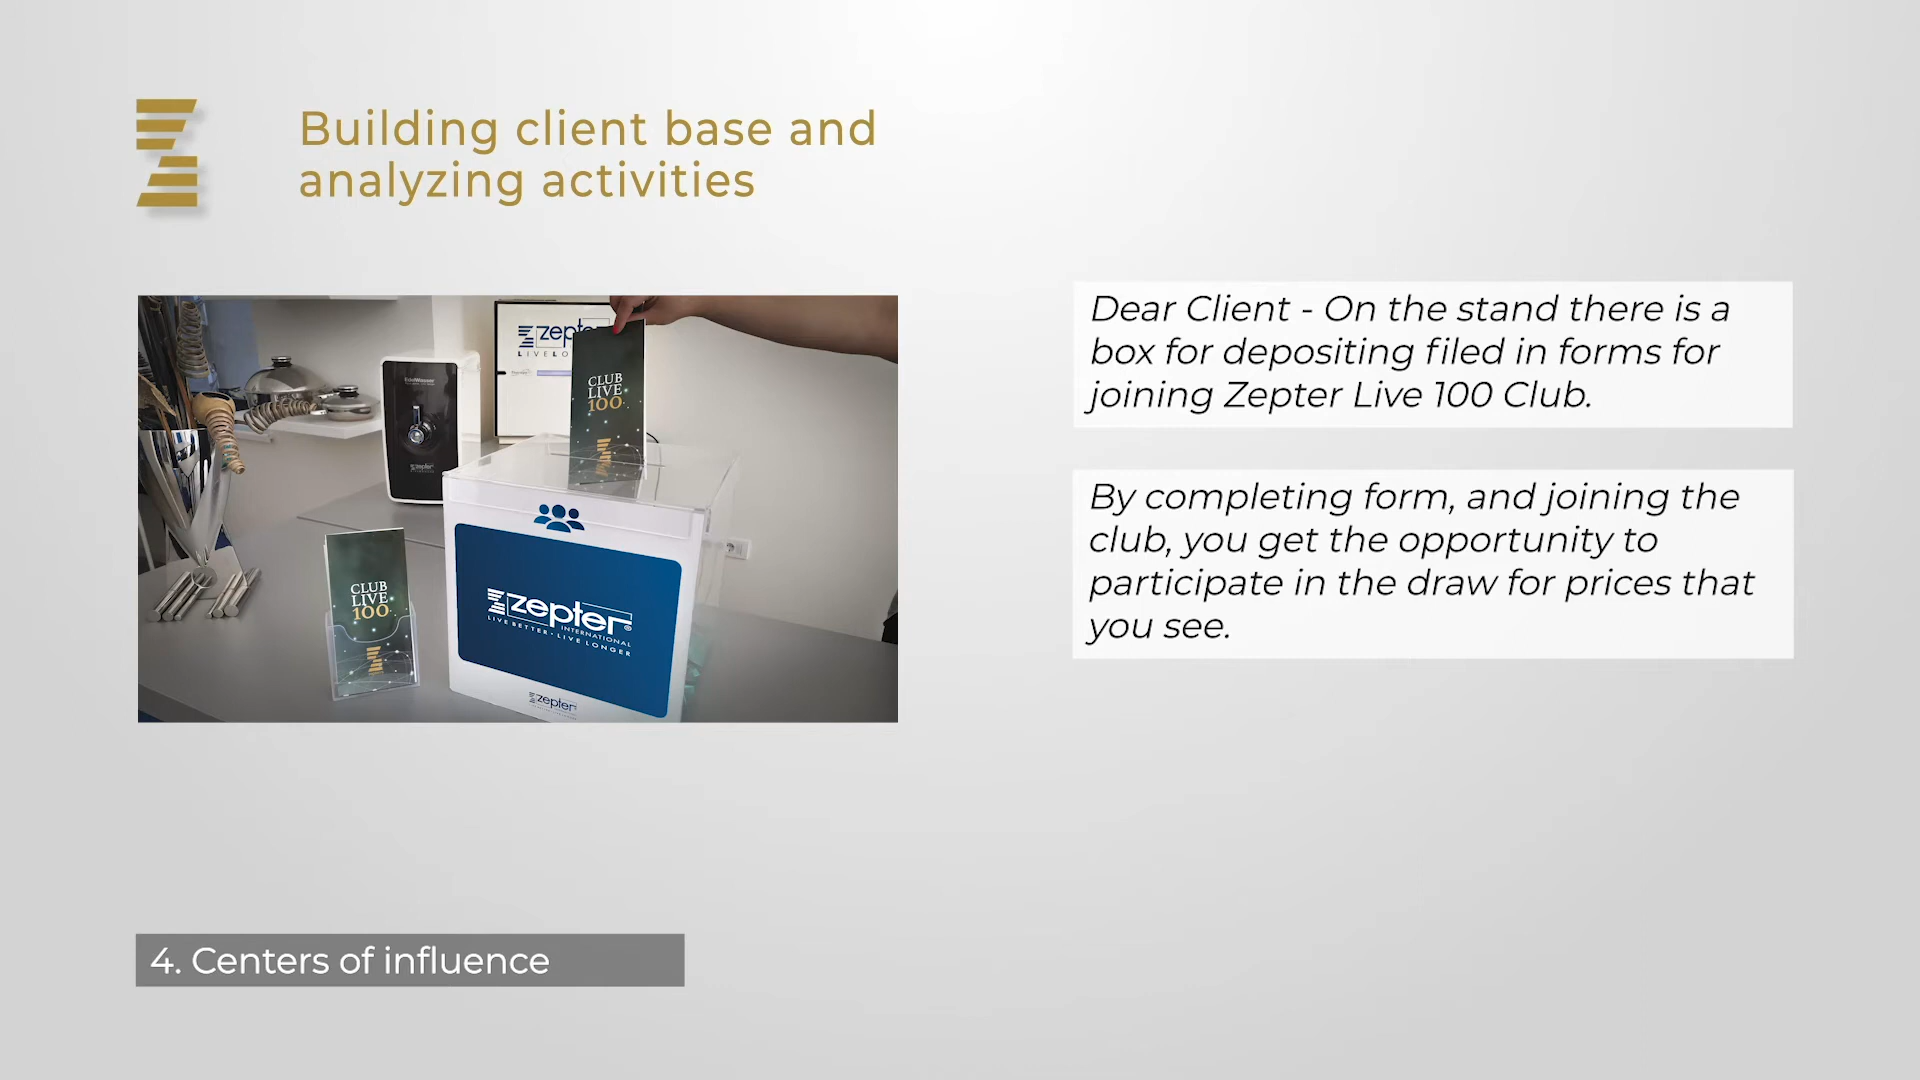 Building client base and
analyzing activities
Dear Client - On the stand there is a
box for depositing filed in forms for
joining Zepter Live 100 Club.
By completing form, and joining the
club, you get the opportunity to
participate in the draw for prices that
you see.
zepter
CLUB
LIVE
100
EdelWasser
zepter
CLUB
LIVE
100
zepter
INTERNATIONAL
LIVE BETTER • LIVE LONGER
zepter
4. Centers of influence